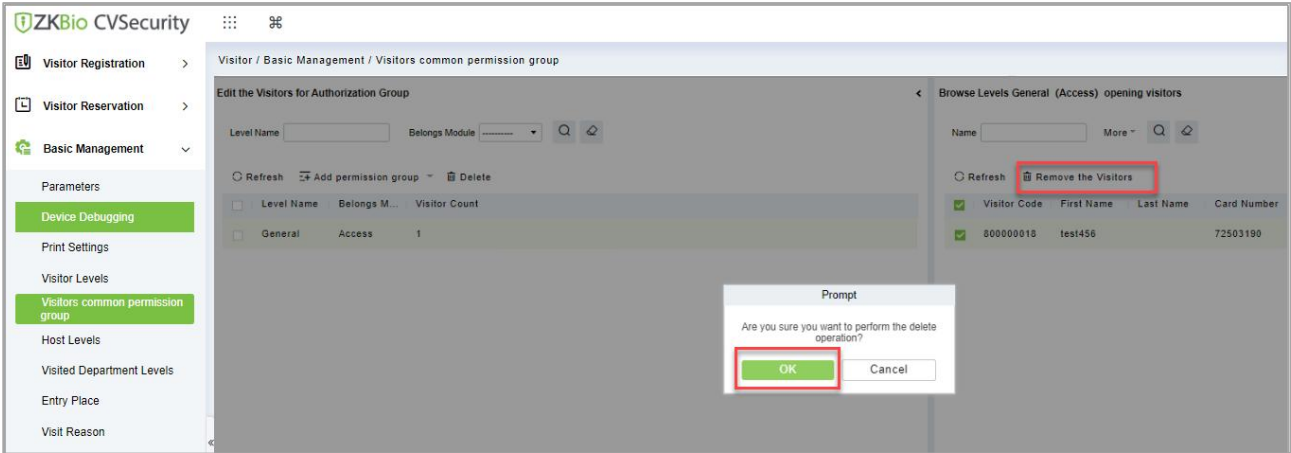 ZKBio CVSecurity
Visitor Registration
Visitor / Basic Management / Visitors common permission group
Edit the Visitors for Authorization Group
Browse Levels General (Access) opening visitors
Visitor Reservation
Level Name
Belongs Module ----------
Name
More
Basic Management
Refresh
Add permission group
Delete
Refresh
Remove the Visitors
Parameters
Level Name Belongs M... Visitor Count
Visitor Code First Name Last Name Card Number
Device Debugging
General Access 1
800000018 test456 72503190
Print Settings
Visitor Levels
Visitors common permission
group
Host Levels
Visited Department Levels
Entry Place
Visit Reason
Prompt
Are you sure you want to perform the delete
operation?
OK
Cancel